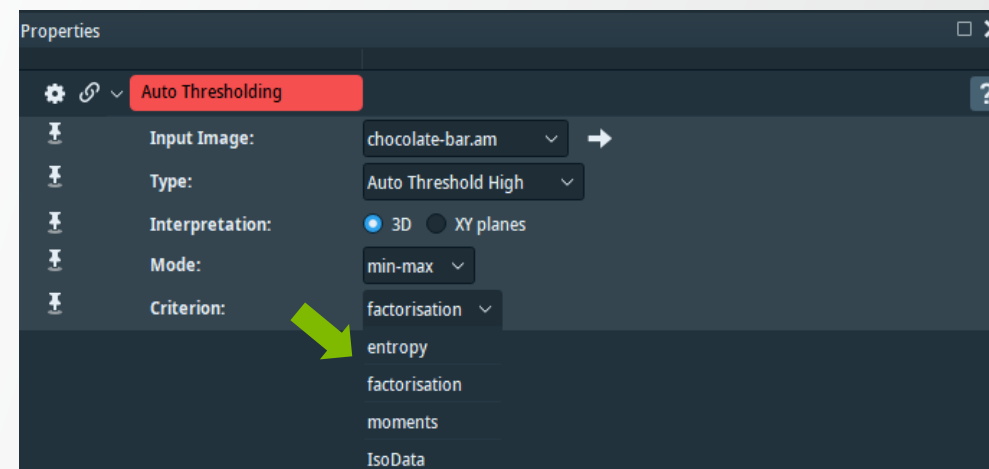 Properties
Auto Thresholding
?
Input Image: chocolate-bar.am
Type: Auto Threshold High
Interpretation: 3D XY planes
Mode: min-max
Criterion: factorisation
entropy
factorisation
moments
IsoData